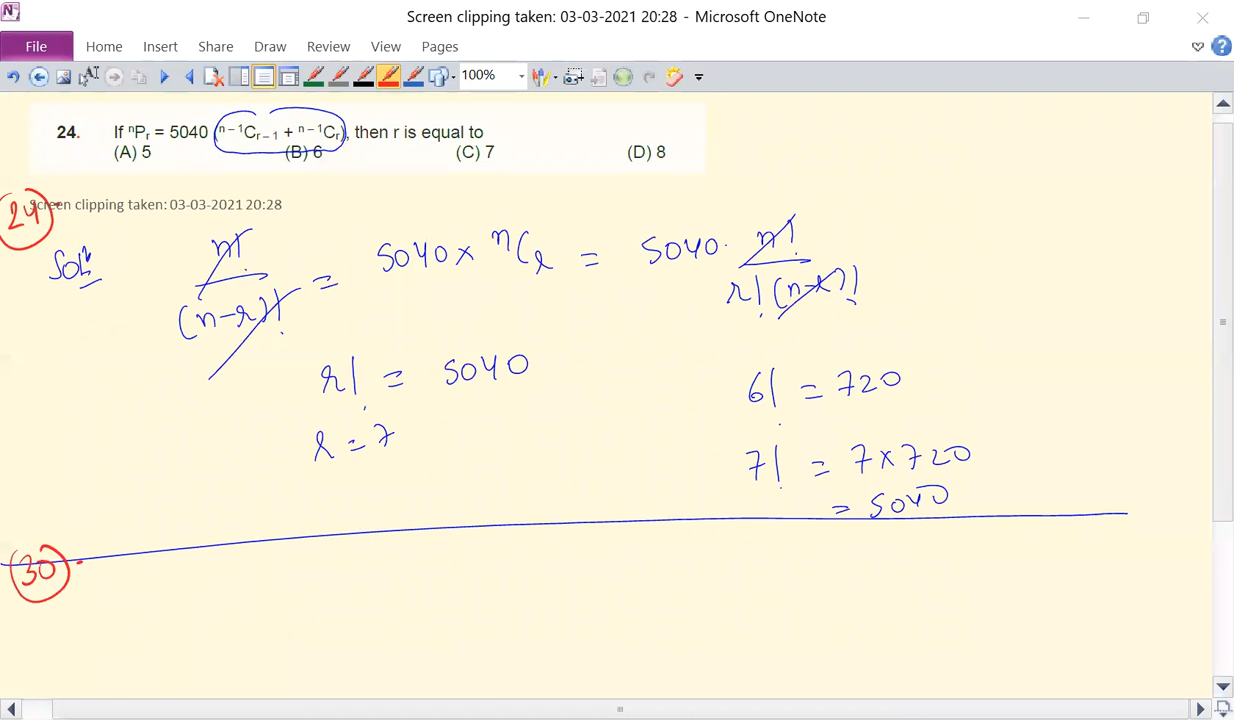 Screen clipping taken: 03-03-2021 20:28 - Microsoft OneNote
File Home Insert Share Draw Review View Pages
100%
24. If ⁿPᵣ = 5040 (ⁿ⁻¹Cᵣ₋₁ + ⁿ⁻¹Cᵣ), then r is equal to
(A) 5 (B) 6 (C) 7 (D) 8
Screen clipping taken: 03-03-2021 20:28
24
Solⁿ n!/(n-r)! = 5040 × ⁿCᵣ = 5040 · n!/(r!(n-r)!)
r! = 5040
6! = 720
r = 7
7! = 7×720
= 5040
30